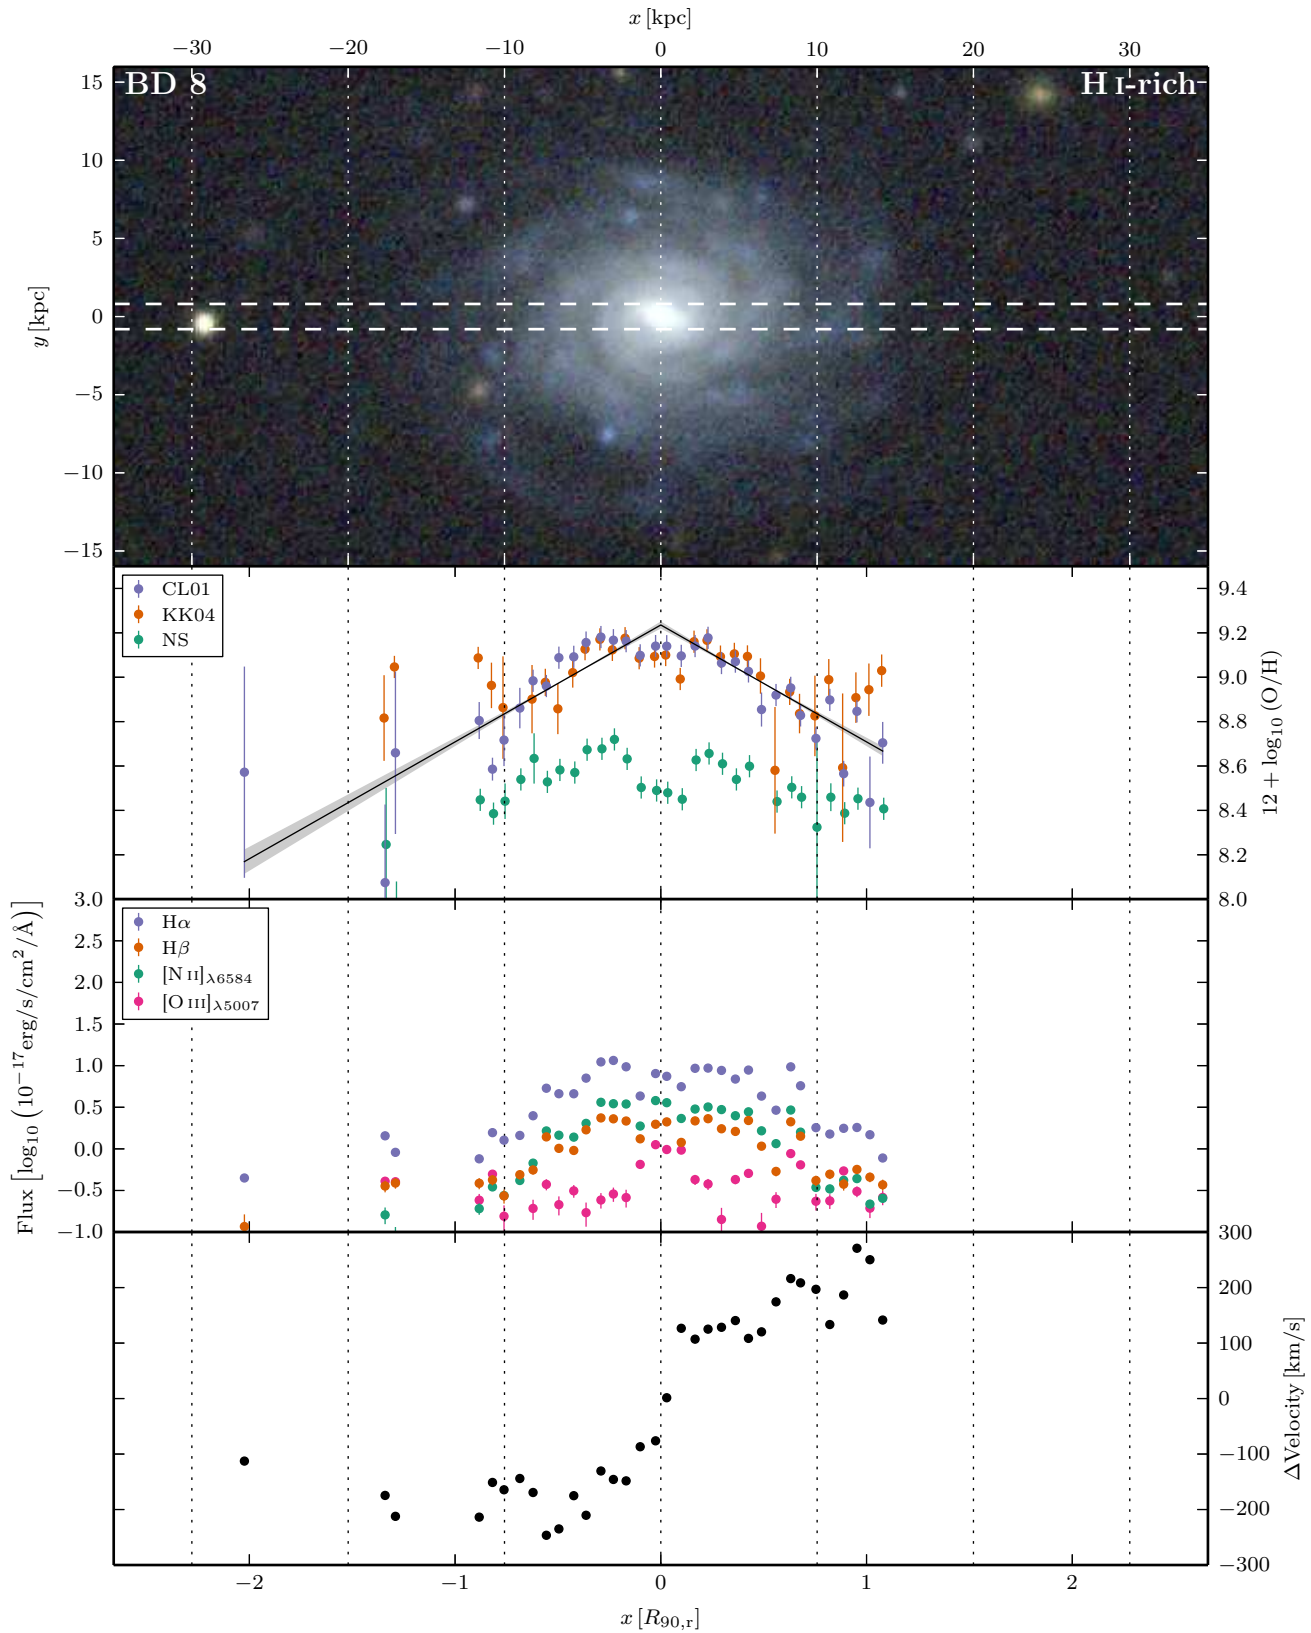 x [kpc]
−30 −20 −10 0 10 20 30
BD 8 H I-rich
15
10
5
0
−5
−10
−15
y [kpc]
CL01
KK04
NS
9.4
9.2
9.0
8.8
8.6
8.4
8.2
8.0
12 + log₁₀ (O/H)
Hα
Hβ
[N II]λ6584
[O III]λ5007
3.0
2.5
2.0
1.5
1.0
0.5
0.0
−0.5
−1.0
Flux [log₁₀ (10⁻¹⁷erg/s/cm²/Å)]
300
200
100
0
−100
−200
−300
ΔVelocity [km/s]
−2 −1 0 1 2
x [R₉₀,ᵣ]